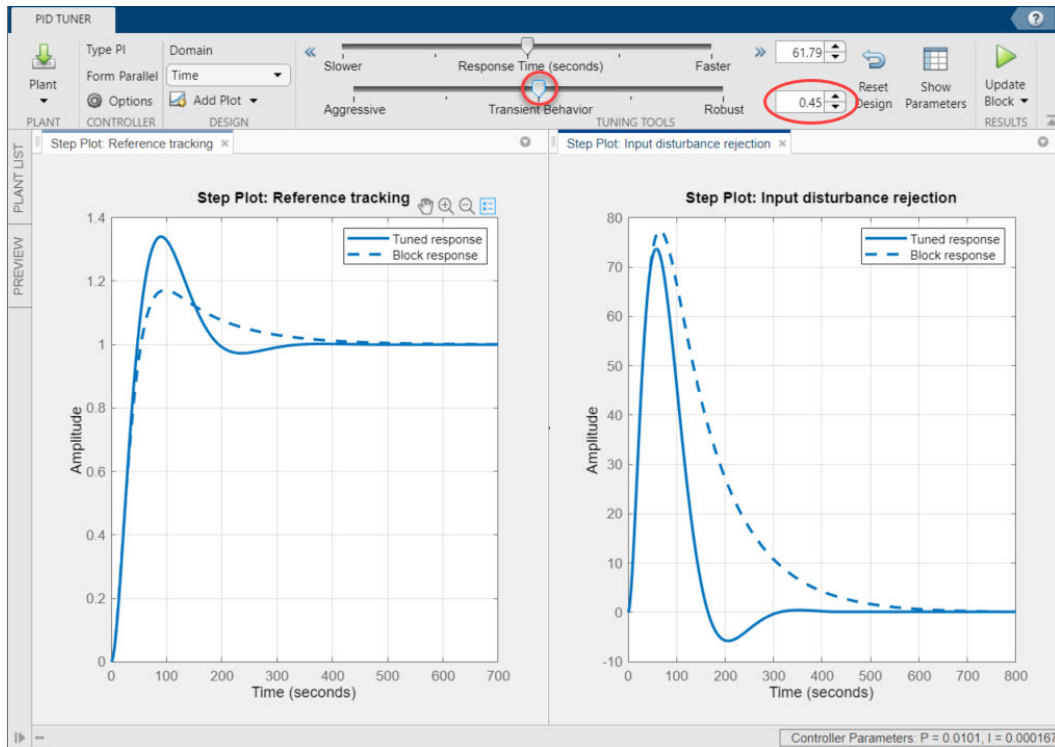 PID TUNER
?
Plant
PLANT
Type PI
Form Parallel
Options
CONTROLLER
Domain
Time
Add Plot
DESIGN
Slower
Response Time (seconds)
Faster
61.79
Aggressive
Transient Behavior
Robust
0.45
TUNING TOOLS
Reset
Design
Show
Parameters
Update
Block
RESULTS
PLANT LIST
PREVIEW
Step Plot: Reference tracking ×
Step Plot: Reference tracking
Tuned response
Block response
1.4
1.2
1
0.8
0.6
0.4
0.2
0
Amplitude
0 100 200 300 400 500 600 700
Time (seconds)
Step Plot: Input disturbance rejection ×
Step Plot: Input disturbance rejection
Tuned response
Block response
80
70
60
50
40
30
20
10
0
-10
Amplitude
0 100 200 300 400 500 600 700 800
Time (seconds)
Controller Parameters: P = 0.0101, I = 0.000167